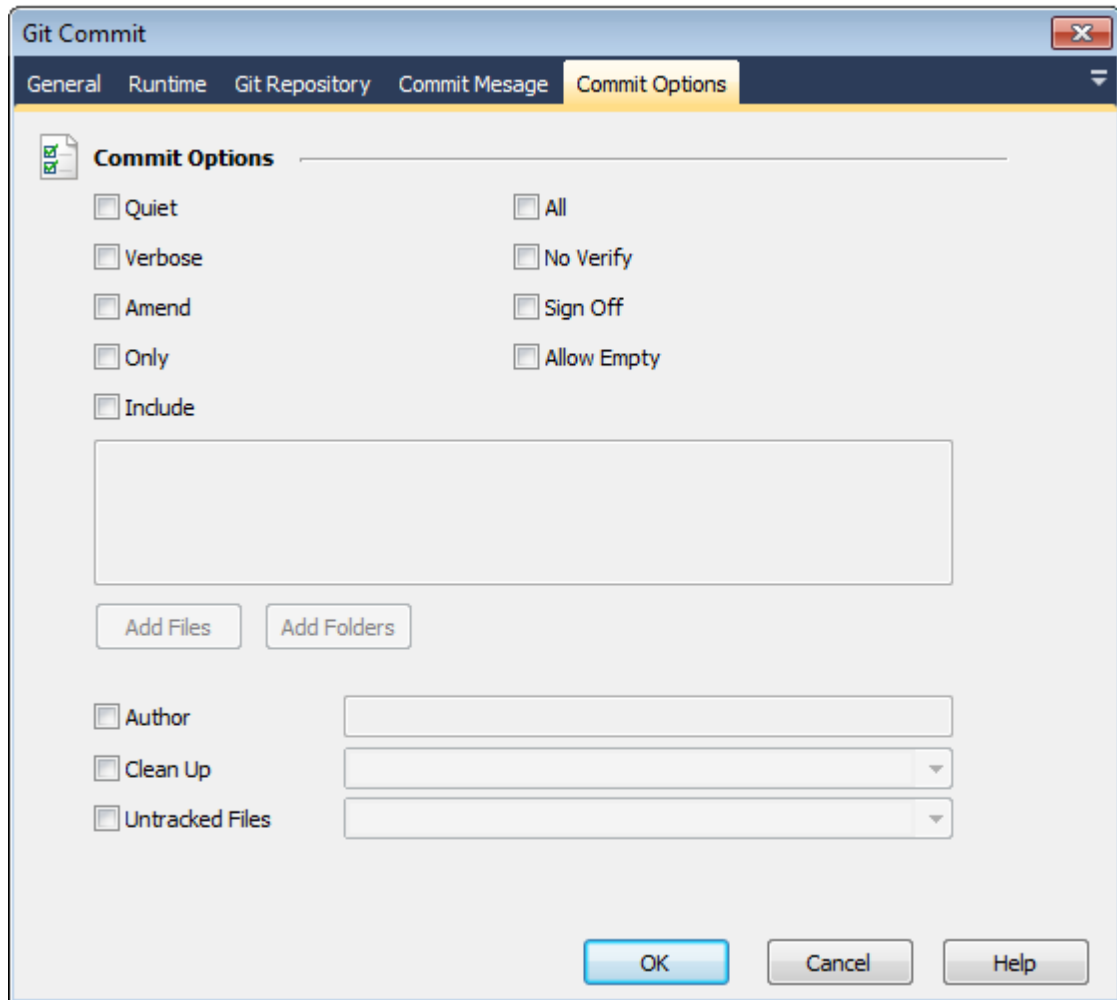 Git Commit
General Runtime Git Repository Commit Mesage Commit Options
Commit Options
Quiet All
Verbose No Verify
Amend Sign Off
Only Allow Empty
Include
Add Files Add Folders
Author
Clean Up
Untracked Files
OK Cancel Help